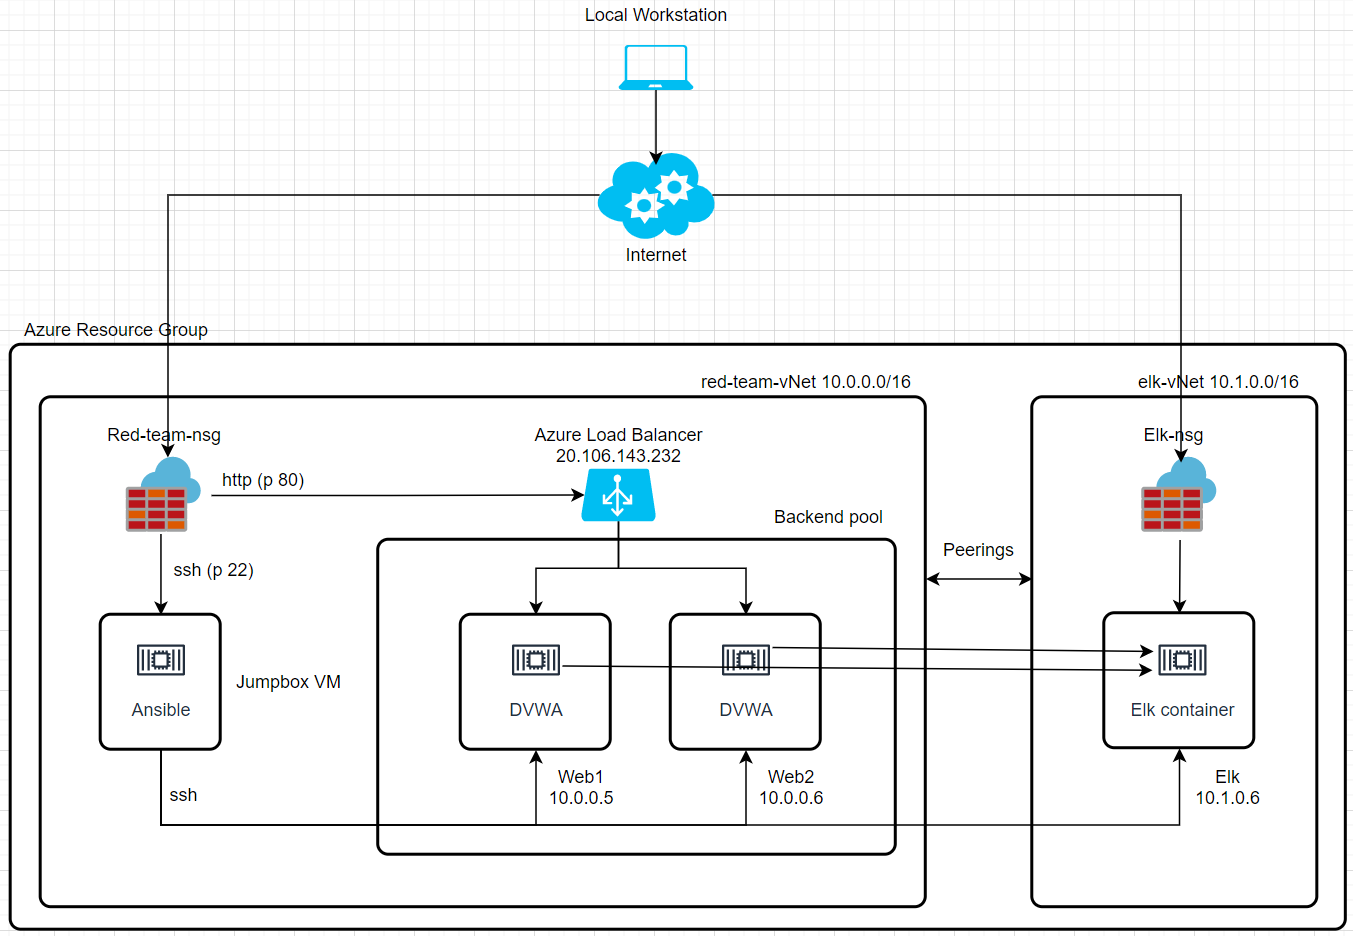 Local Workstation
Internet
Azure Resource Group
red-team-vNet 10.0.0.0/16
elk-vNet 10.1.0.0/16
Red-team-nsg
Azure Load Balancer
20.106.143.232
Elk-nsg
http (p 80)
Backend pool
Peerings
ssh (p 22)
Jumpbox VM
Ansible
DVWA
DVWA
Elk container
ssh
Web1
10.0.0.5
Web2
10.0.0.6
Elk
10.1.0.6